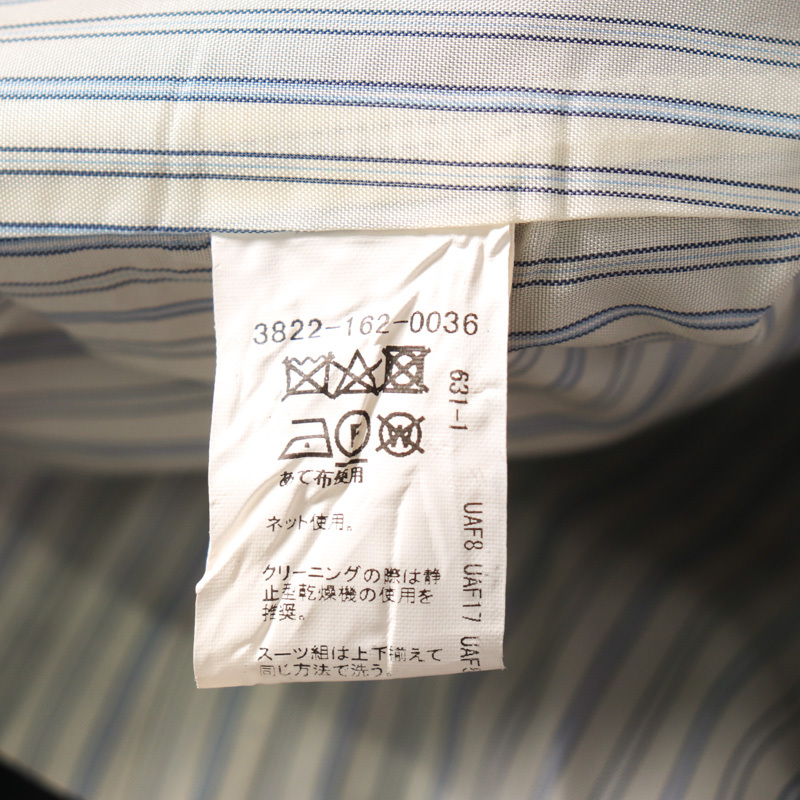 3822-162-0036
631-1
F
W
あて布使用
ネット使用。
クリーニングの際は静
止型乾燥機の使用を
推奨。
スーツ組は上下揃えて
同じ方法で洗う。
UAF8 UAF17